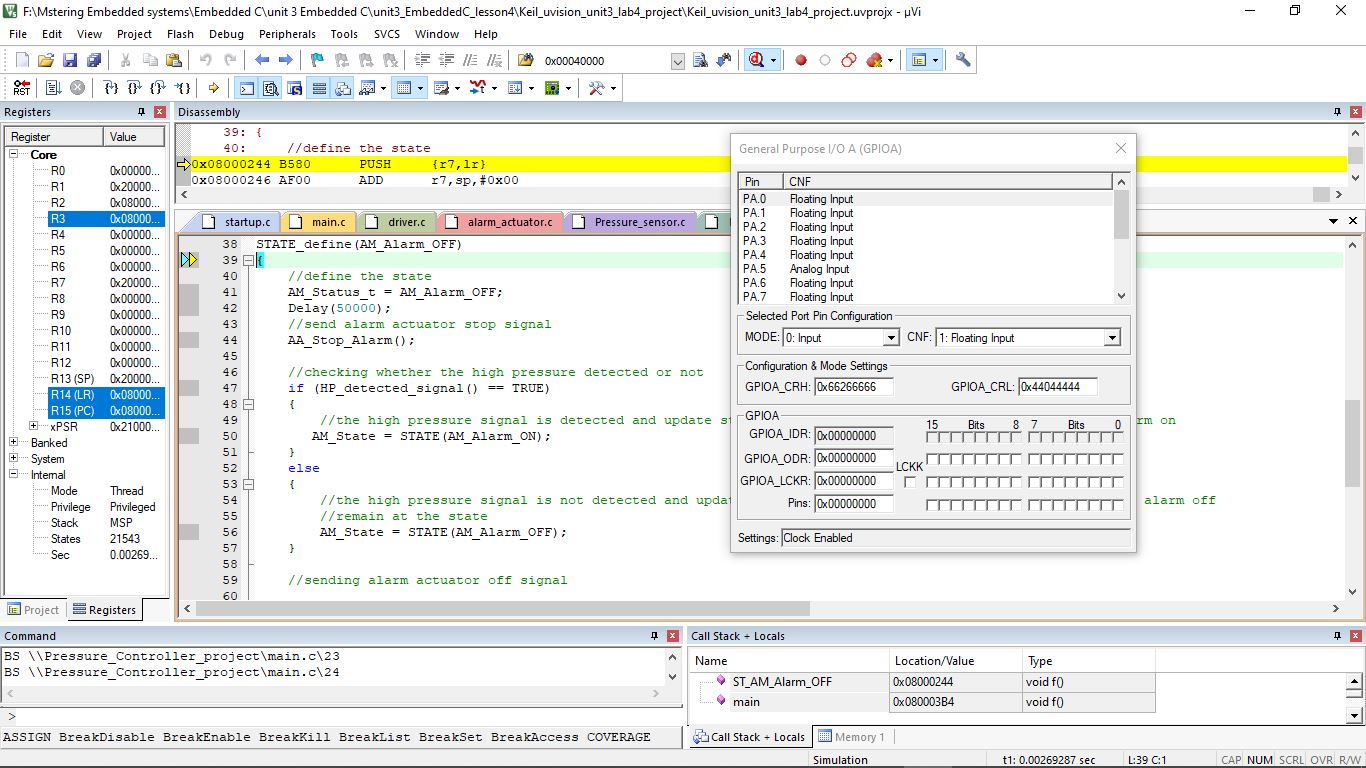 F:\Mstering Embedded systems\Embedded C\unit 3 Embedded C\unit3_EmbededC_lesson4\Keil_uvision_unit3_lab4_project\Keil_uvision_unit3_lab4_project.uvprojx - µVi
File Edit View Project Flash Debug Peripherals Tools SVCS Window Help
0x00040000
RST
Registers
Register Value
Core
R0 0x00000...
R1 0x20000...
R2 0x08000...
R3 0x08000...
R4 0x00000...
R5 0x00000...
R6 0x00000...
R7 0x20000...
R8 0x00000...
R9 0x00000...
R10 0x00000...
R11 0x00000...
R12 0x00000...
R13 (SP) 0x20000...
R14 (LR) 0x08000...
R15 (PC) 0x08000...
xPSR 0x21000...
Banked
System
Internal
Mode Thread
Privilege Privileged
Stack MSP
States 21543
Sec 0.00269...
Project Registers
Disassembly
39: {
40: //define the state
0x08000244 B580 PUSH {r7,lr}
0x08000246 AF00 ADD r7,sp,#0x00
startup.c main.c driver.c alarm_actuator.c Pressure_sensor.c
38 STATE_define(AM_Alarm_OFF)
39 {
40 //define the state
41 AM_Status_t = AM_Alarm_OFF;
42 Delay(50000);
43 //send alarm actuator stop signal
44 AA_Stop_Alarm();
45
46 //checking whether the high pressure detected or not
47 if (HP_detected_signal() == TRUE)
48 {
49 //the high pressure signal is detected and update st rm on
50 AM_State = STATE(AM_Alarm_ON);
51 }
52 else
53 {
54 //the high pressure signal is not detected and updat alarm off
55 //remain at the state
56 AM_State = STATE(AM_Alarm_OFF);
57 }
58
59 //sending alarm actuator off signal
60
General Purpose I/O A (GPIOA)
Pin CNF
PA.0 Floating Input
PA.1 Floating Input
PA.2 Floating Input
PA.3 Floating Input
PA.4 Floating Input
PA.5 Analog Input
PA.6 Floating Input
PA.7 Floating Input
Selected Port Pin Configuration
MODE: 0: Input CNF: 1: Floating Input
Configuration & Mode Settings
GPIOA_CRH: 0x66266666 GPIOA_CRL: 0x44044444
GPIOA
15 Bits 8 7 Bits 0
GPIOA_IDR: 0x00000000
GPIOA_ODR: 0x00000000
LCKK
GPIOA_LCKR: 0x00000000
Pins: 0x00000000
Settings: Clock Enabled
Command
BS \\Pressure_Controller_project\main.c\23
BS \\Pressure_Controller_project\main.c\24
>
ASSIGN BreakDisable BreakEnable BreakKill BreakList BreakSet BreakAccess COVERAGE
Call Stack + Locals
Name Location/Value Type
ST_AM_Alarm_OFF 0x08000244 void f()
main 0x080003B4 void f()
Call Stack + Locals Memory 1
Simulation t1: 0.00269287 sec L:39 C:1 CAP NUM SCRL OVR R/W